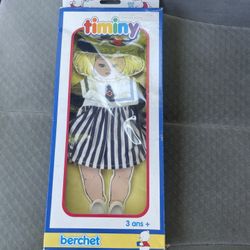 timiny
3 ans +
berchet